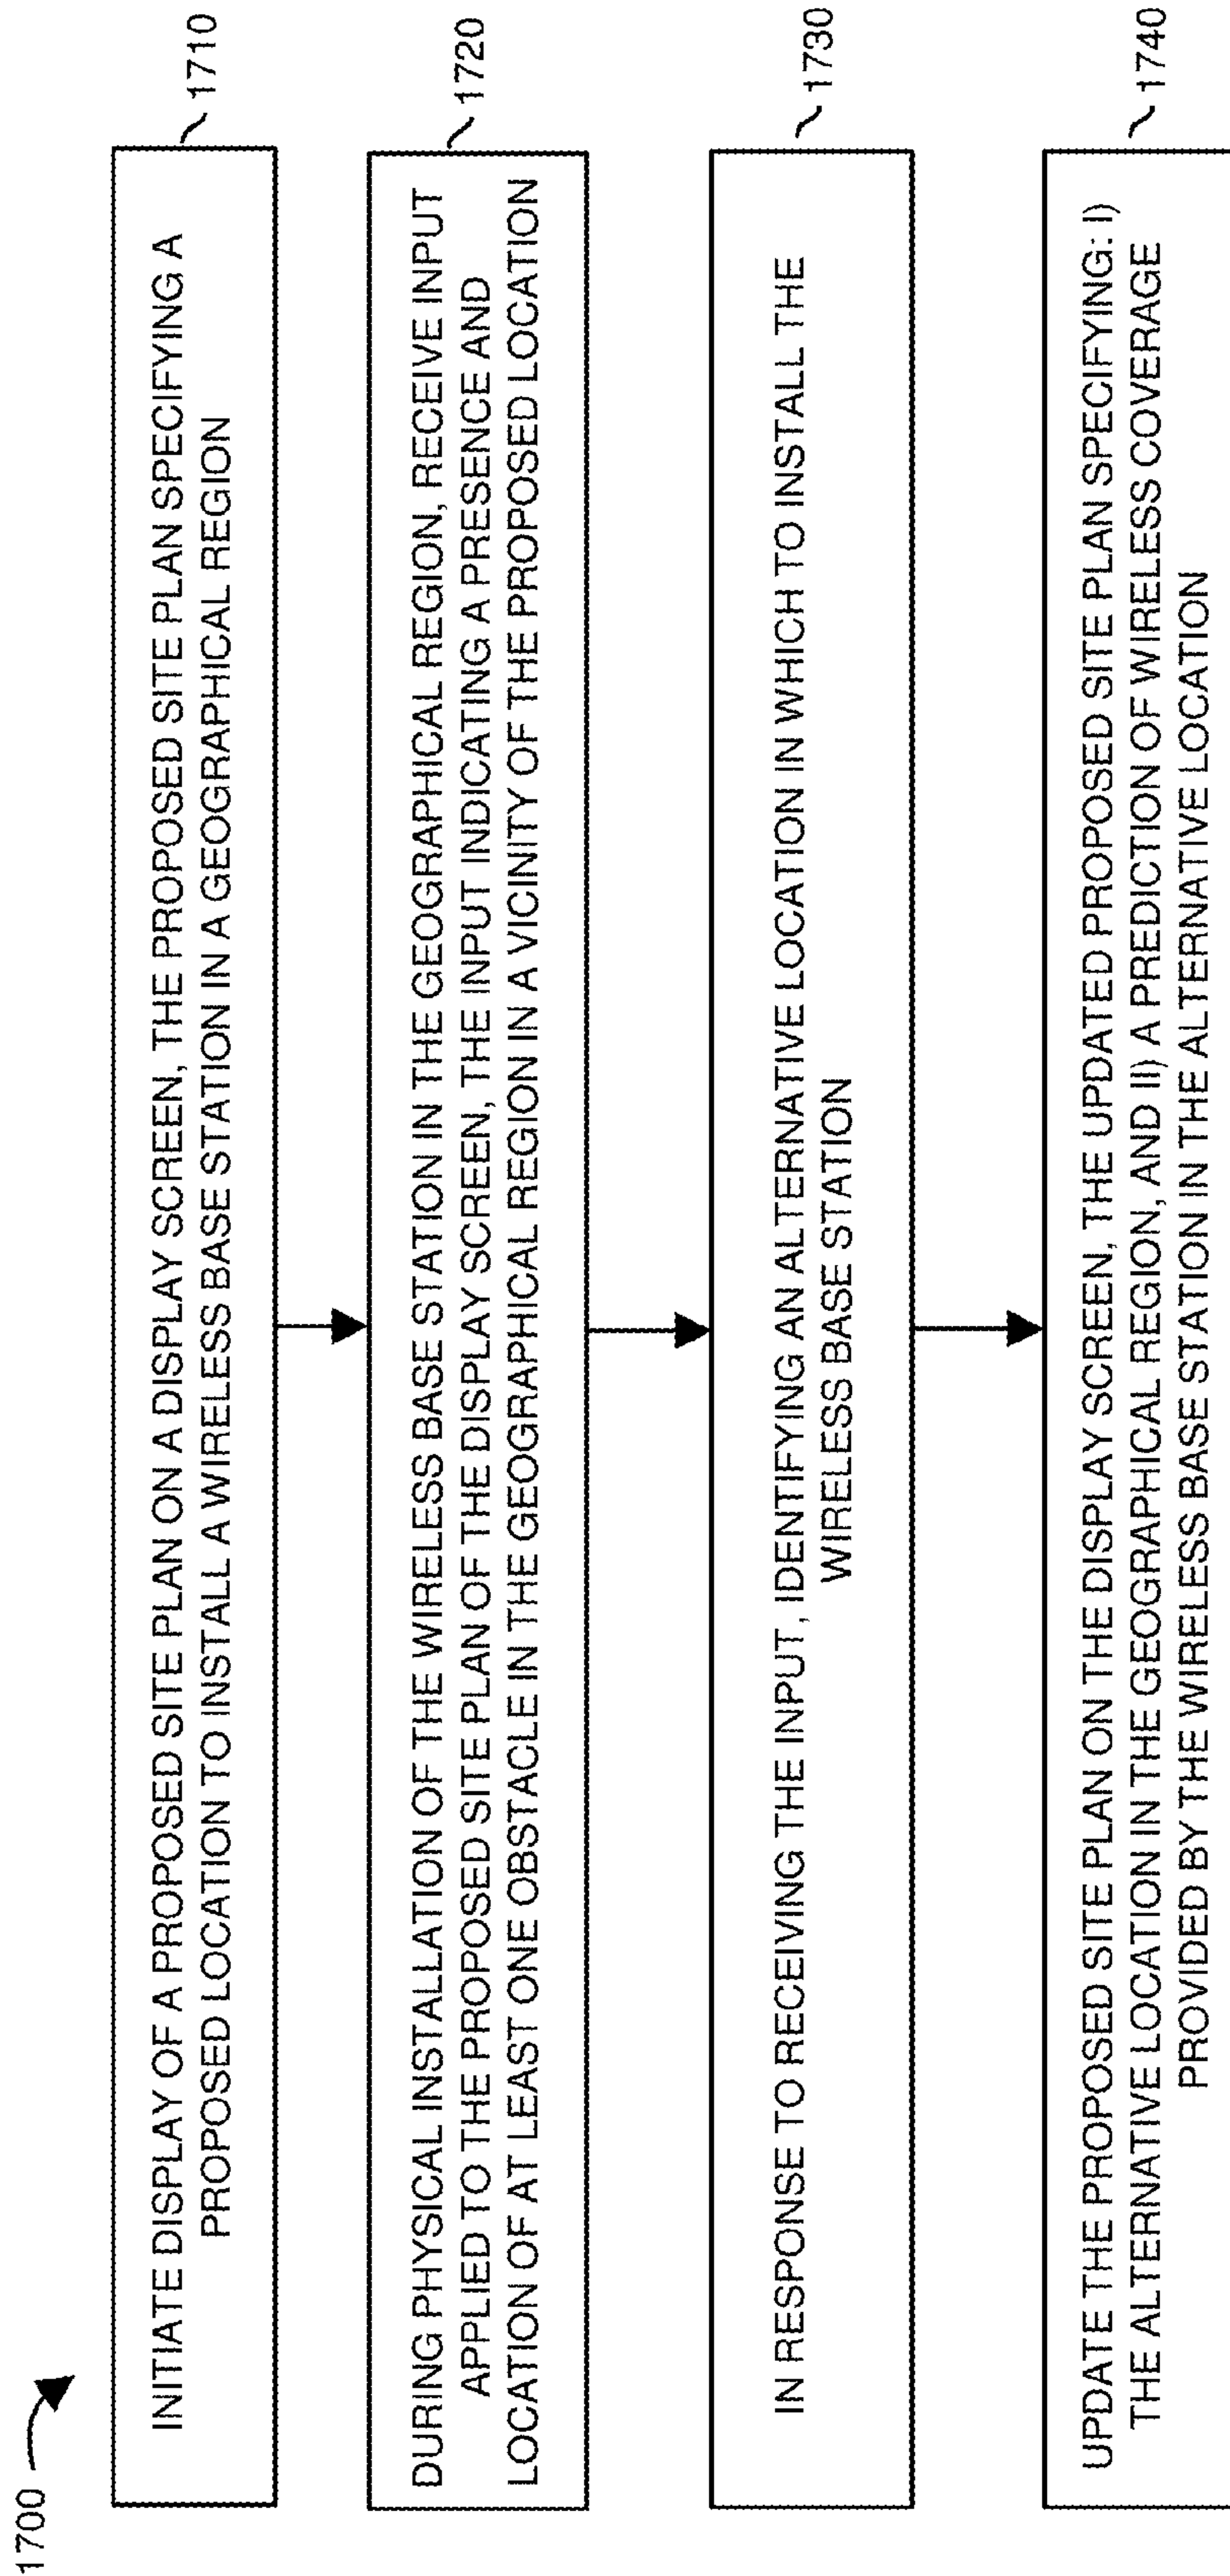 1700
INITIATE DISPLAY OF A PROPOSED SITE PLAN ON A DISPLAY SCREEN, THE PROPOSED SITE PLAN SPECIFYING A
PROPOSED LOCATION TO INSTALL A WIRELESS BASE STATION IN A GEOGRAPHICAL REGION
1710
DURING PHYSICAL INSTALLATION OF THE WIRELESS BASE STATION IN THE GEOGRAPHICAL REGION, RECEIVE INPUT
APPLIED TO THE PROPOSED SITE PLAN OF THE DISPLAY SCREEN, THE INPUT INDICATING A PRESENCE AND
LOCATION OF AT LEAST ONE OBSTACLE IN THE GEOGRAPHICAL REGION IN A VICINITY OF THE PROPOSED LOCATION
1720
IN RESPONSE TO RECEIVING THE INPUT, IDENTIFYING AN ALTERNATIVE LOCATION IN WHICH TO INSTALL THE
WIRELESS BASE STATION
1730
UPDATE THE PROPOSED SITE PLAN ON THE DISPLAY SCREEN, THE UPDATED PROPOSED SITE PLAN SPECIFYING: I)
THE ALTERNATIVE LOCATION IN THE GEOGRAPHICAL REGION, AND II) A PREDICTION OF WIRELESS COVERAGE
PROVIDED BY THE WIRELESS BASE STATION IN THE ALTERNATIVE LOCATION
1740